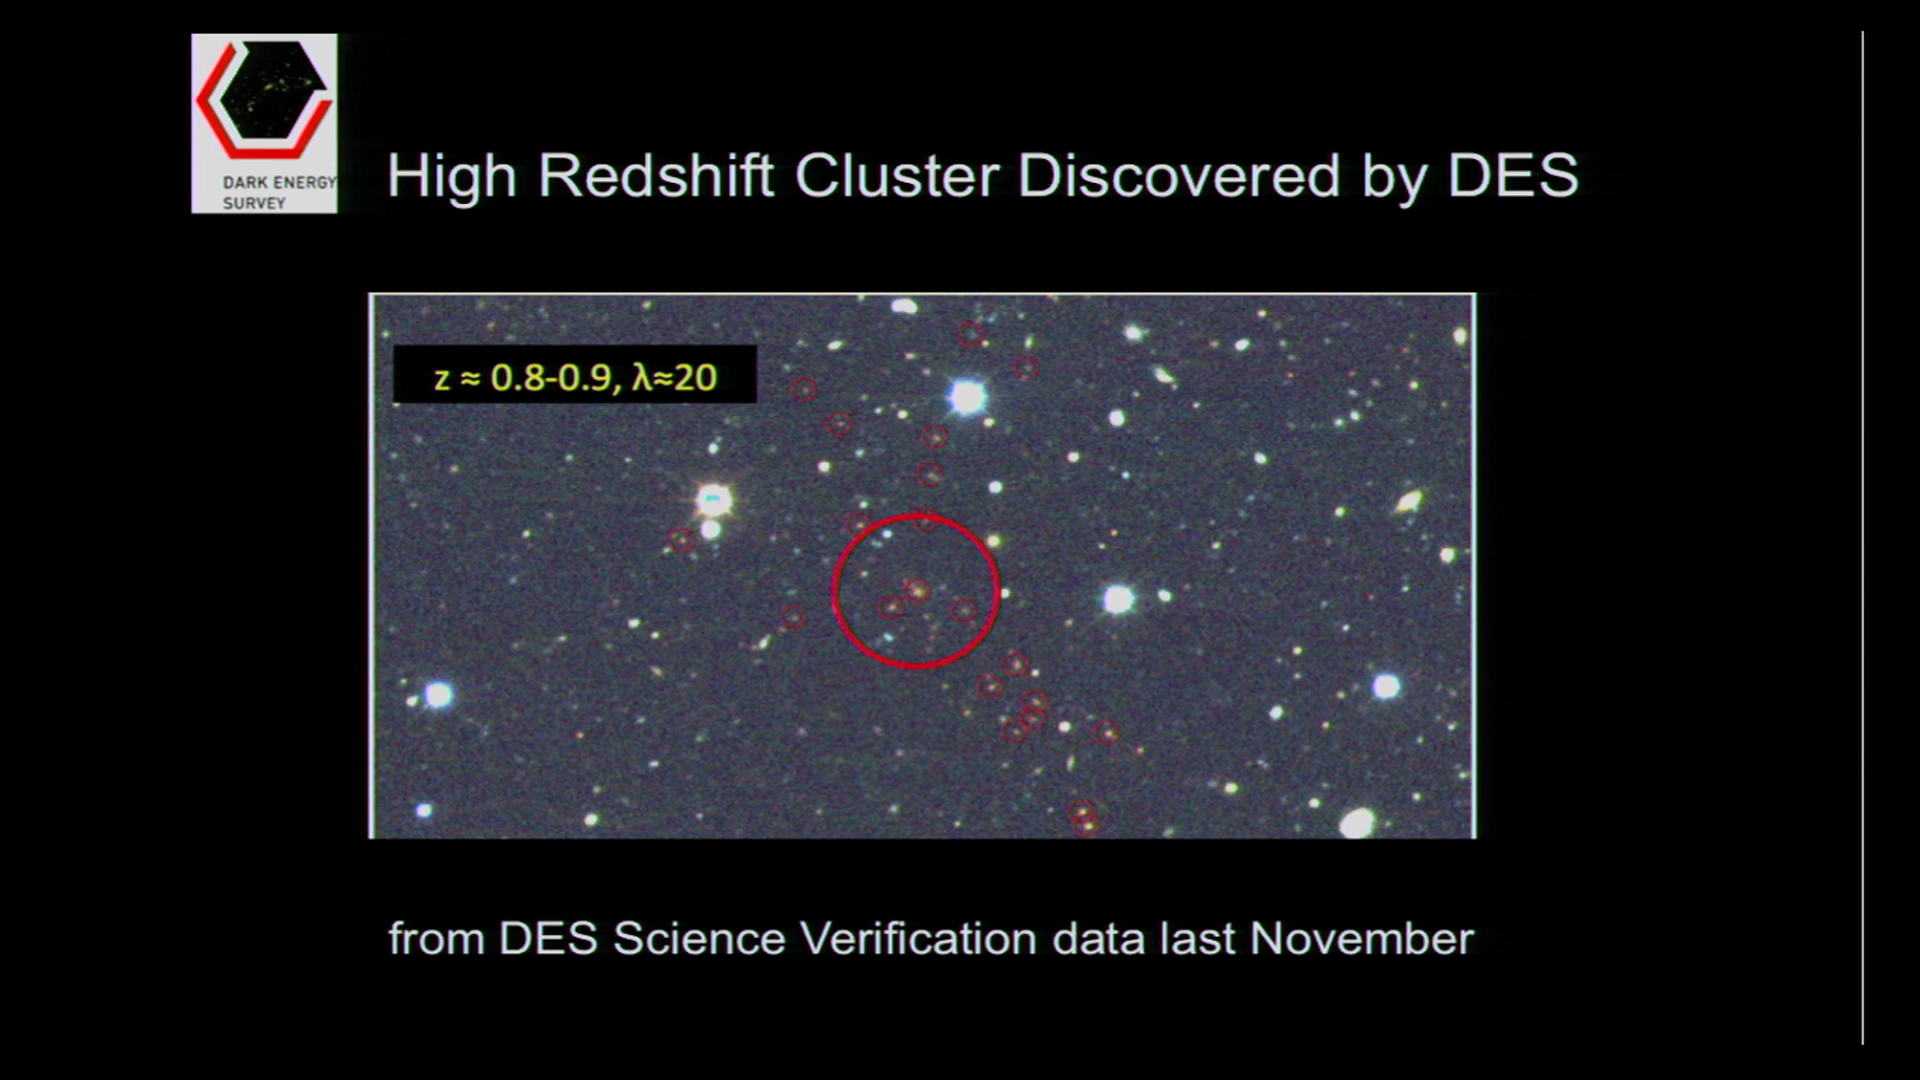 DARK ENERGY
SURVEY
High Redshift Cluster Discovered by DES
z ≈ 0.8-0.9, λ≈20
from DES Science Verification data last November